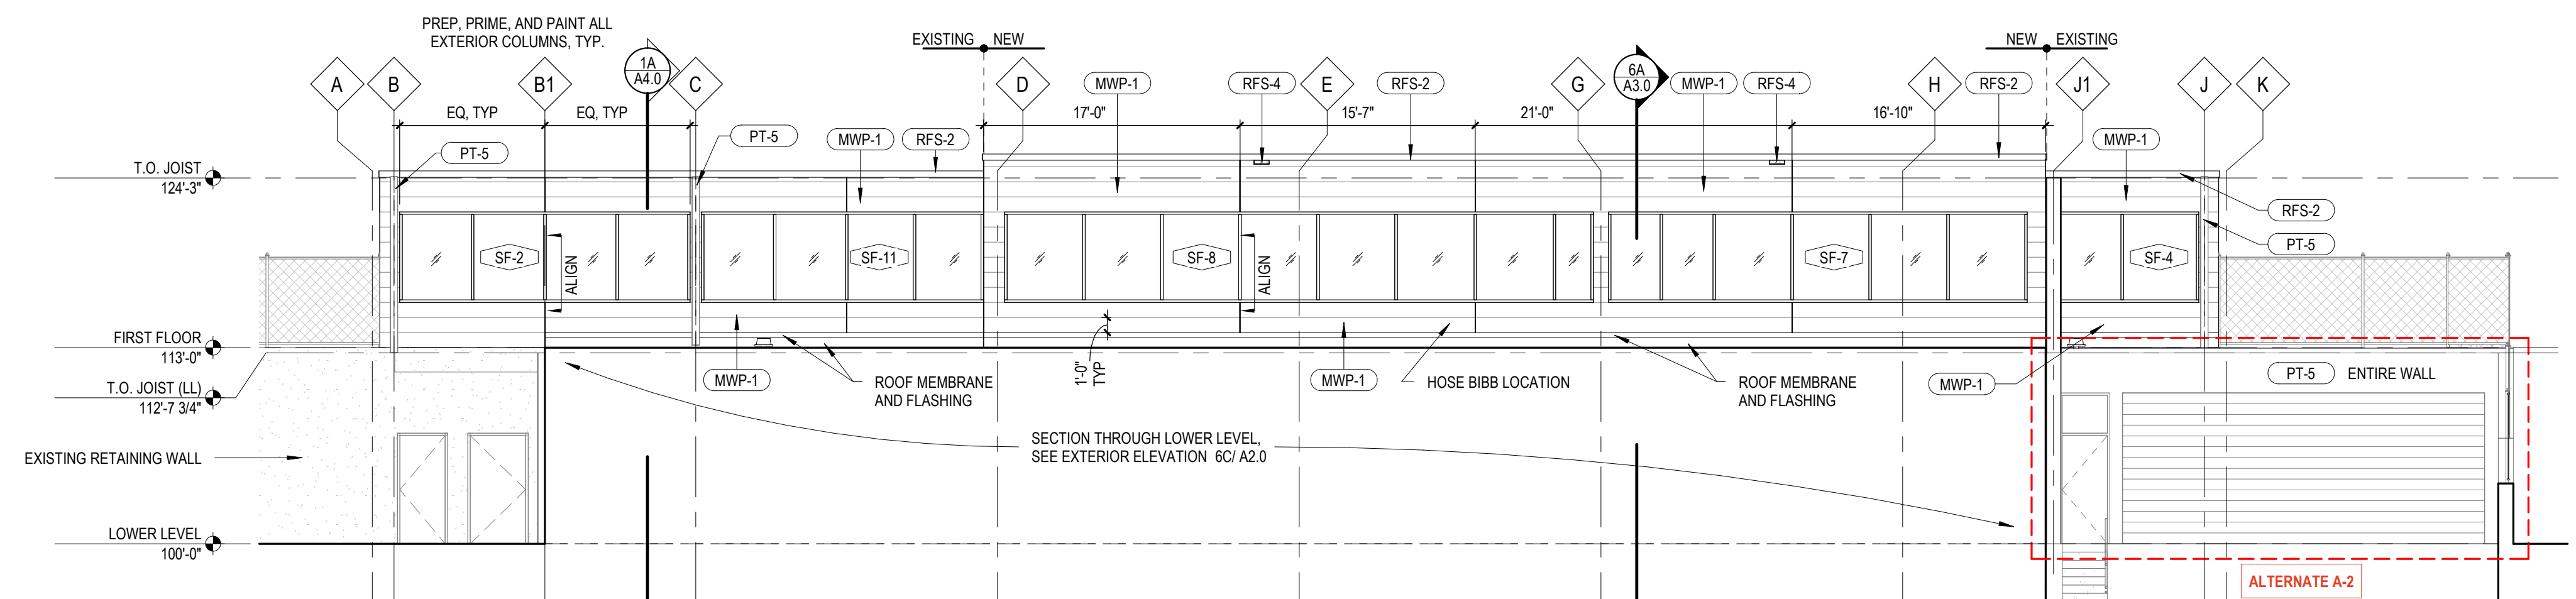 PREP, PRIME, AND PAINT ALL
EXTERIOR COLUMNS, TYP.
EXISTING NEW
NEW EXISTING
A
B
B1
1A
A4.0
C
D
MWP-1
RFS-4
E
RFS-2
G
6A
A3.0
MWP-1
RFS-4
H
RFS-2
J1
J
K
EQ, TYP
EQ, TYP
17'-0"
15'-7"
21'-0"
16'-10"
PT-5
PT-5
MWP-1
RFS-2
MWP-1
T.O. JOIST
124'-3"
RFS-2
PT-5
SF-2
ALIGN
SF-11
SF-8
ALIGN
SF-7
SF-4
FIRST FLOOR
113'-0"
T.O. JOIST (LL)
112'-7 3/4"
MWP-1
ROOF MEMBRANE
AND FLASHING
1'-0"
TYP
MWP-1
HOSE BIBB LOCATION
ROOF MEMBRANE
AND FLASHING
MWP-1
PT-5 ENTIRE WALL
SECTION THROUGH LOWER LEVEL,
SEE EXTERIOR ELEVATION 6C/ A2.0
EXISTING RETAINING WALL
LOWER LEVEL
100'-0"
ALTERNATE A-2